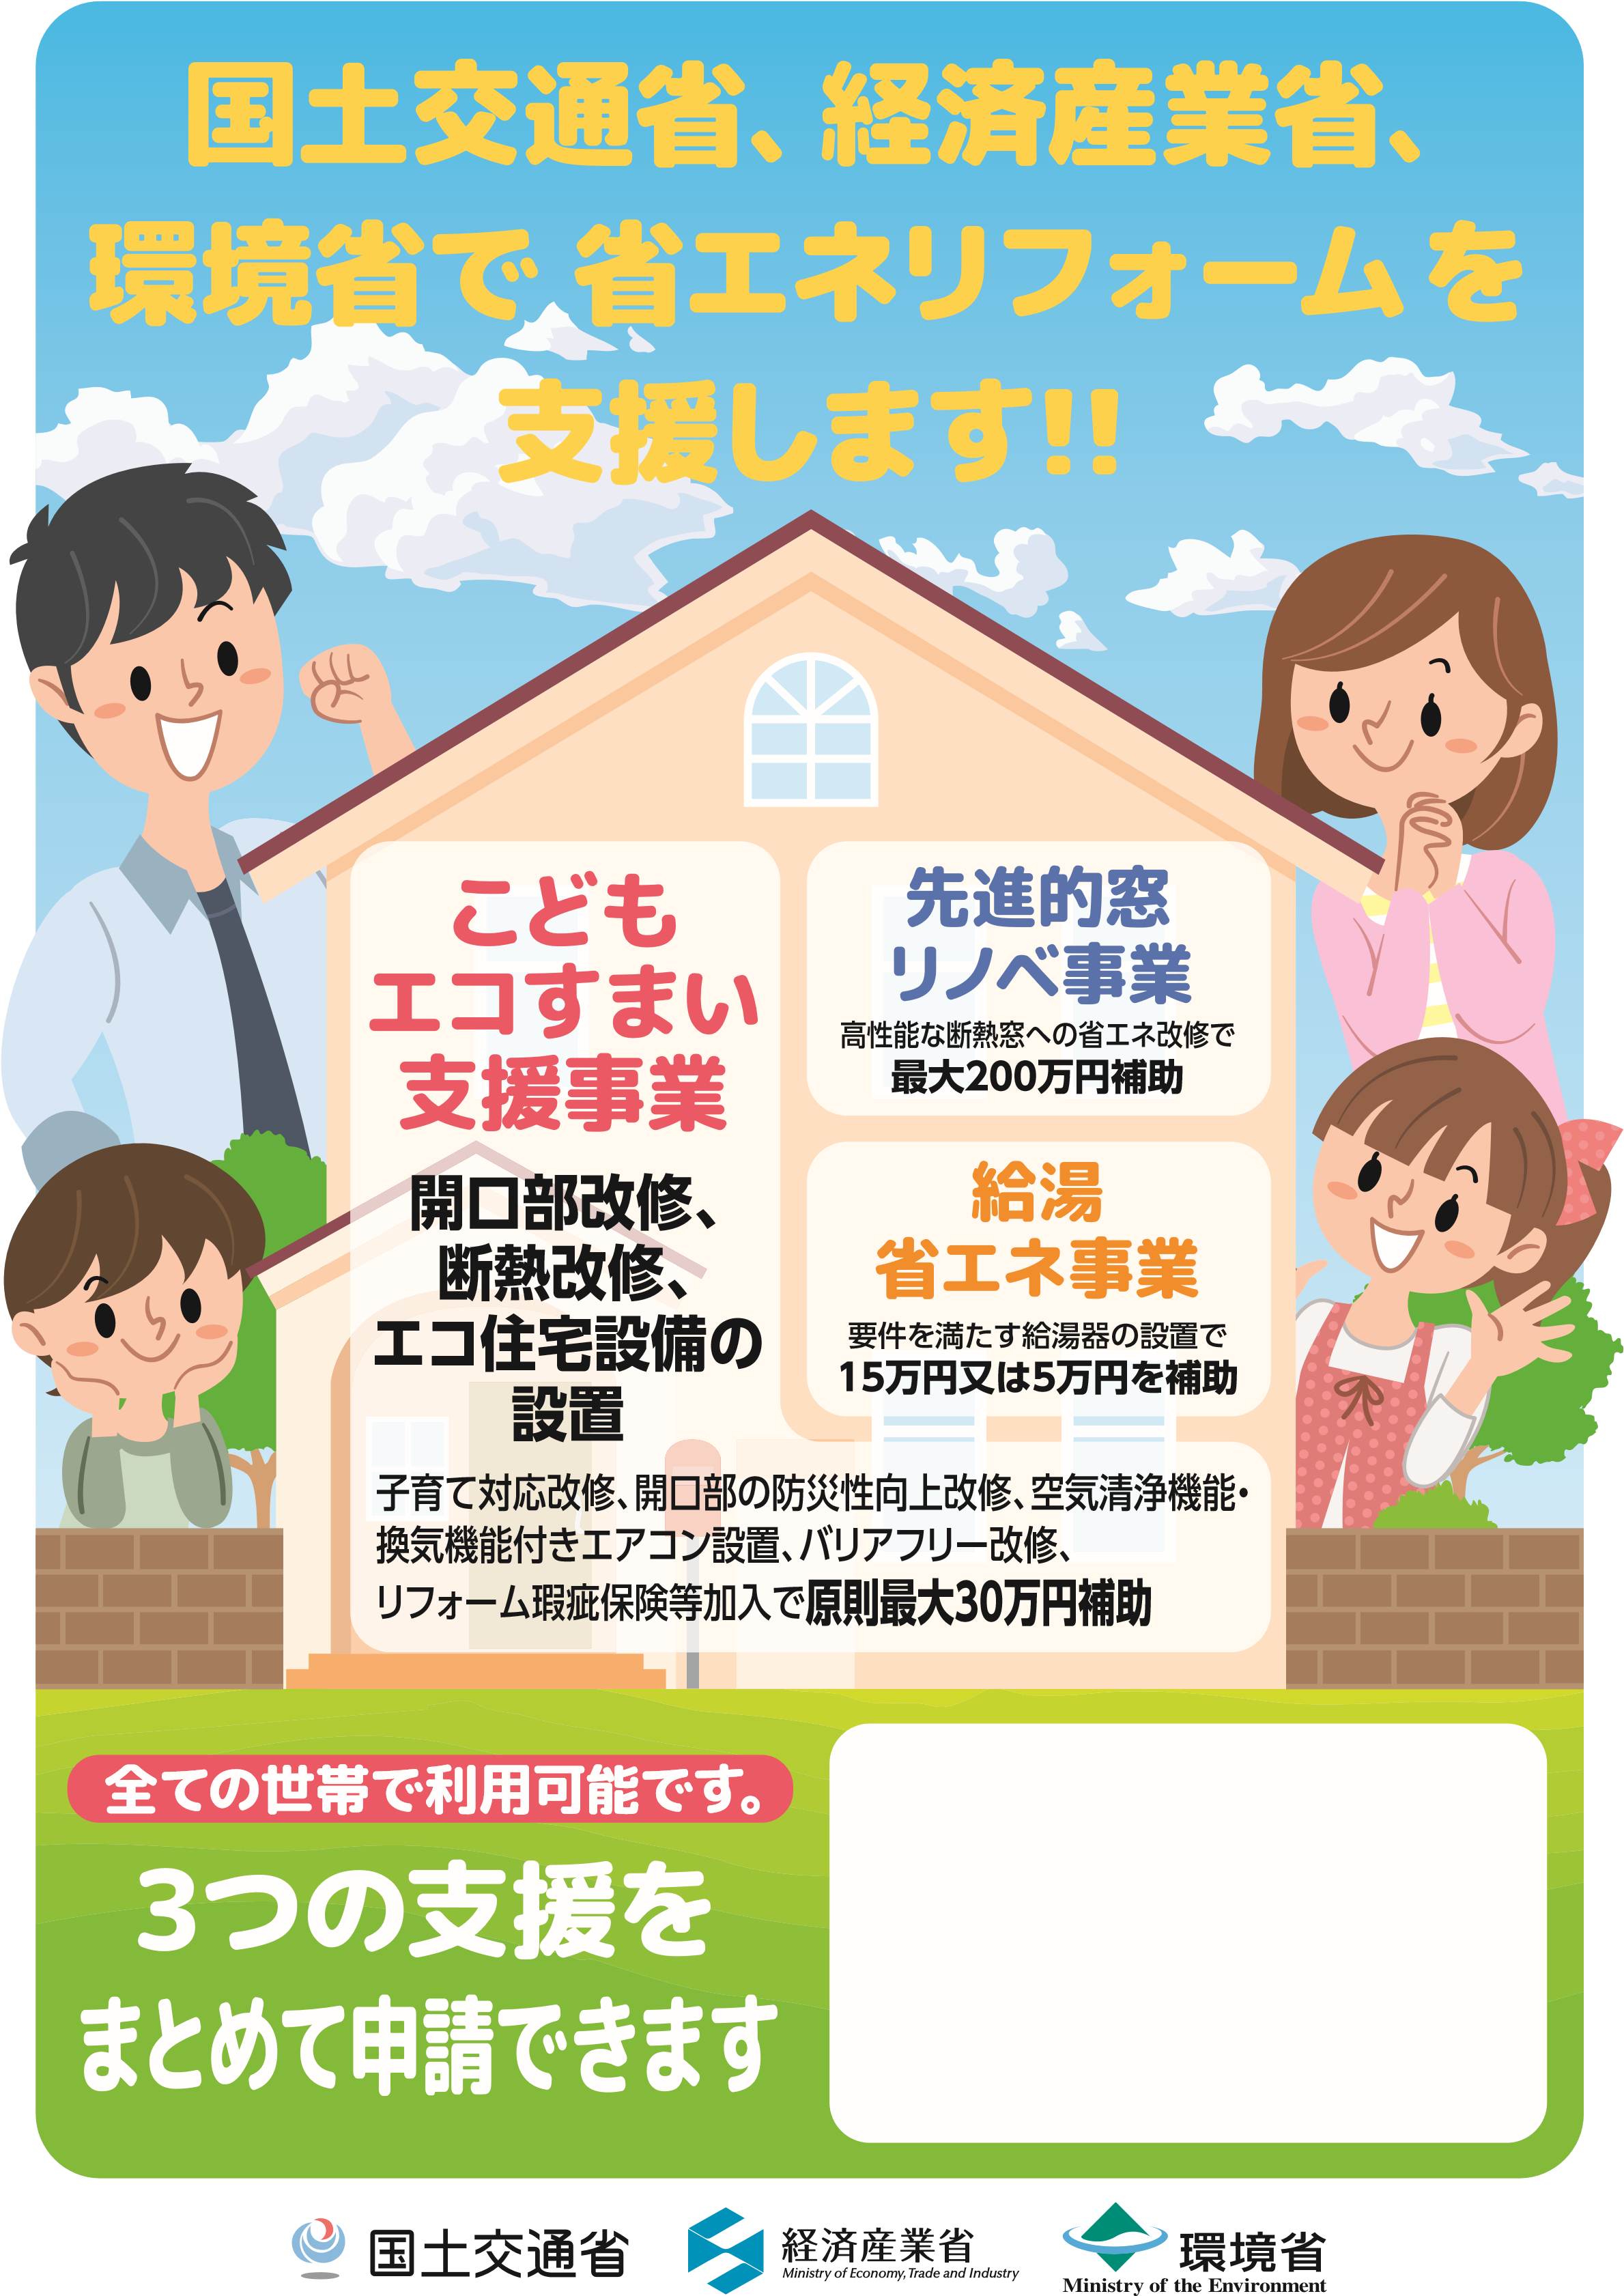 国土交通省、経済産業省、
環境省で 省エネリフォームを
支援します!!
こども
エコすまい
支援事業
開口部改修、
断熱改修、
エコ住宅設備の
設置
子育て対応改修、開口部の防災性向上改修、空気清浄機能・
換気機能付きエアコン設置、バリアフリー改修、
リフォーム瑕疵保険等加入で原則最大30万円補助
先進的窓
リノベ事業
高性能な断熱窓への省エネ改修で
最大200万円補助
給湯
省エネ事業
要件を満たす給湯器の設置で
15万円又は5万円を補助
全ての世帯で利用可能です。
3つの支援を
まとめて申請できます
国土交通省
経済産業省
Ministry of Economy, Trade and Industry
環境省
Ministry of the Environment